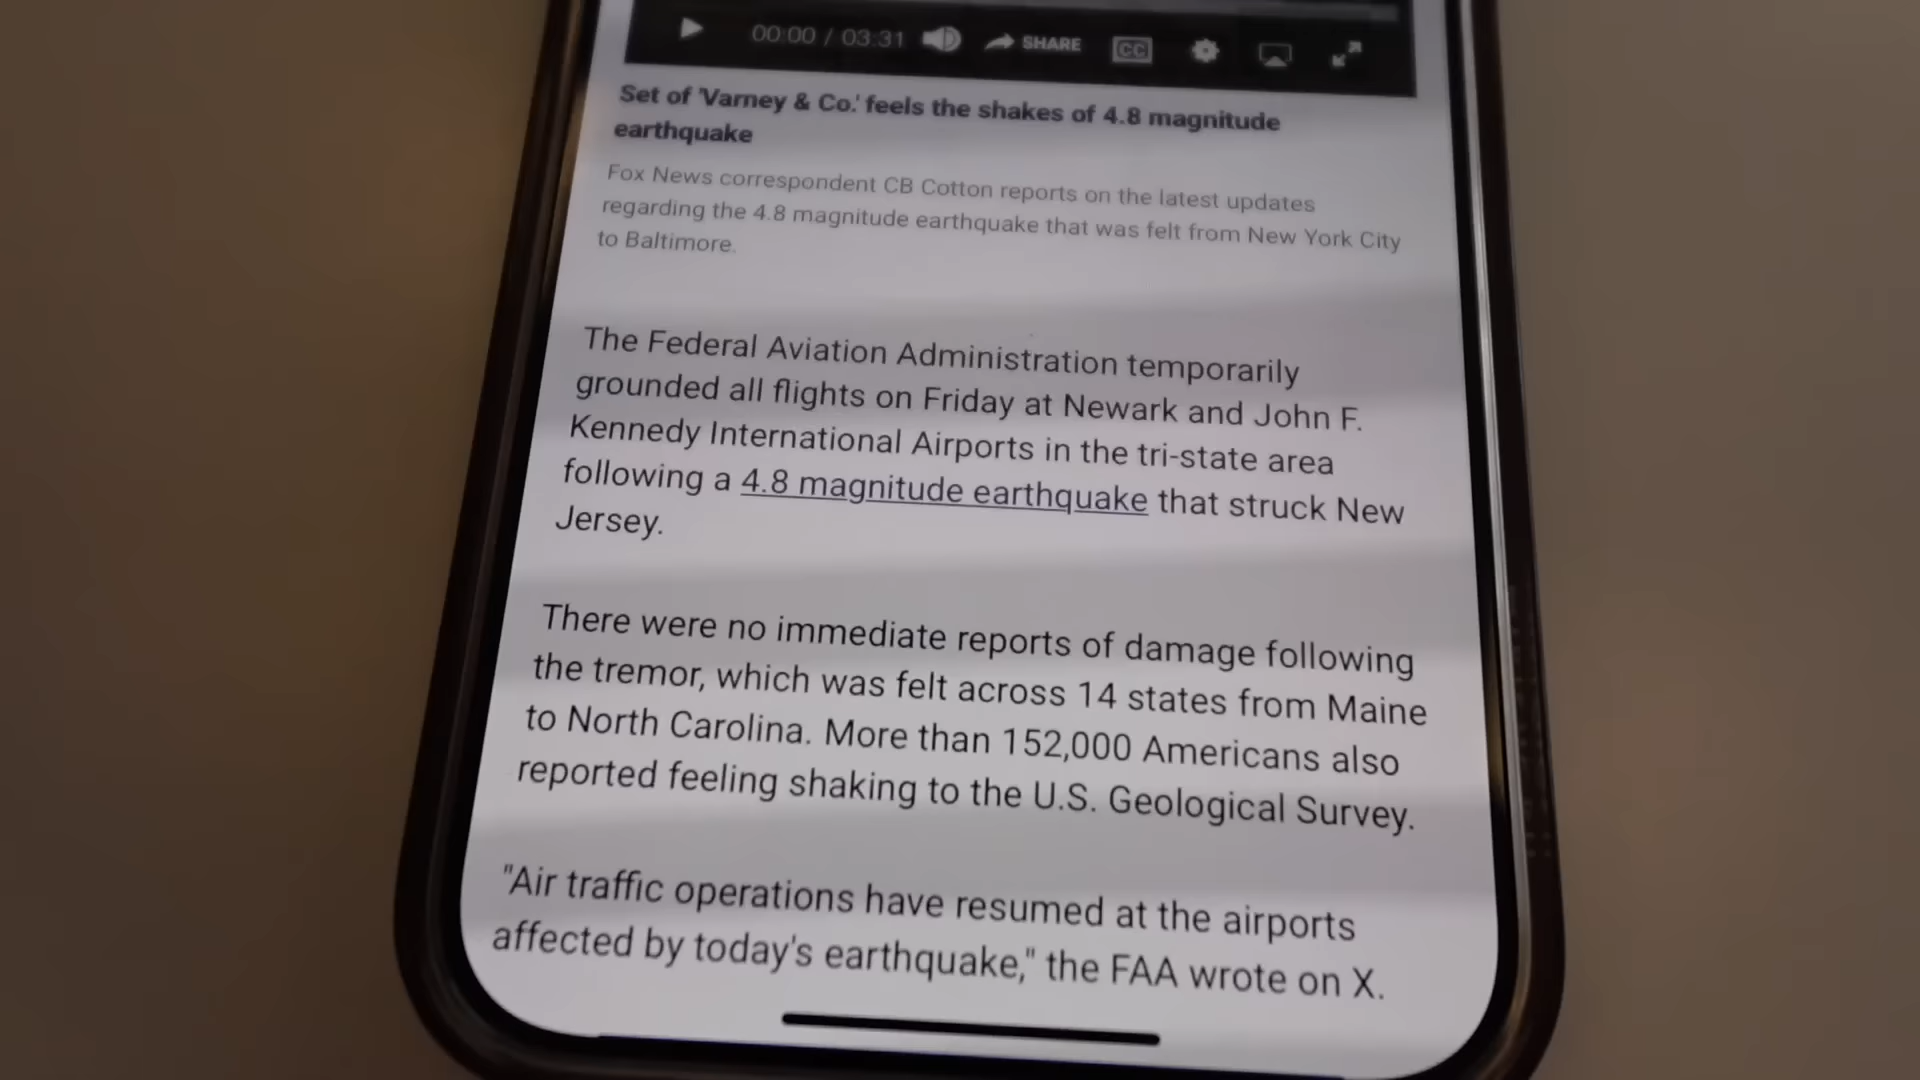 00:00 / 03:31 SHARE CC
Set of 'Varney & Co.' feels the shakes of 4.8 magnitude
earthquake
Fox News correspondent CB Cotton reports on the latest updates
regarding the 4.8 magnitude earthquake that was felt from New York City
to Baltimore.
The Federal Aviation Administration temporarily
grounded all flights on Friday at Newark and John F.
Kennedy International Airports in the tri-state area
following a 4.8 magnitude earthquake that struck New
Jersey.
There were no immediate reports of damage following
the tremor, which was felt across 14 states from Maine
to North Carolina. More than 152,000 Americans also
reported feeling shaking to the U.S. Geological Survey.
"Air traffic operations have resumed at the airports
affected by today's earthquake," the FAA wrote on X.